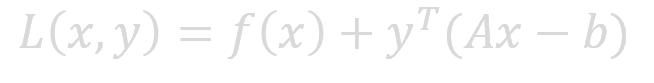 L(x, y) = f(x) + y^T(Ax − b)